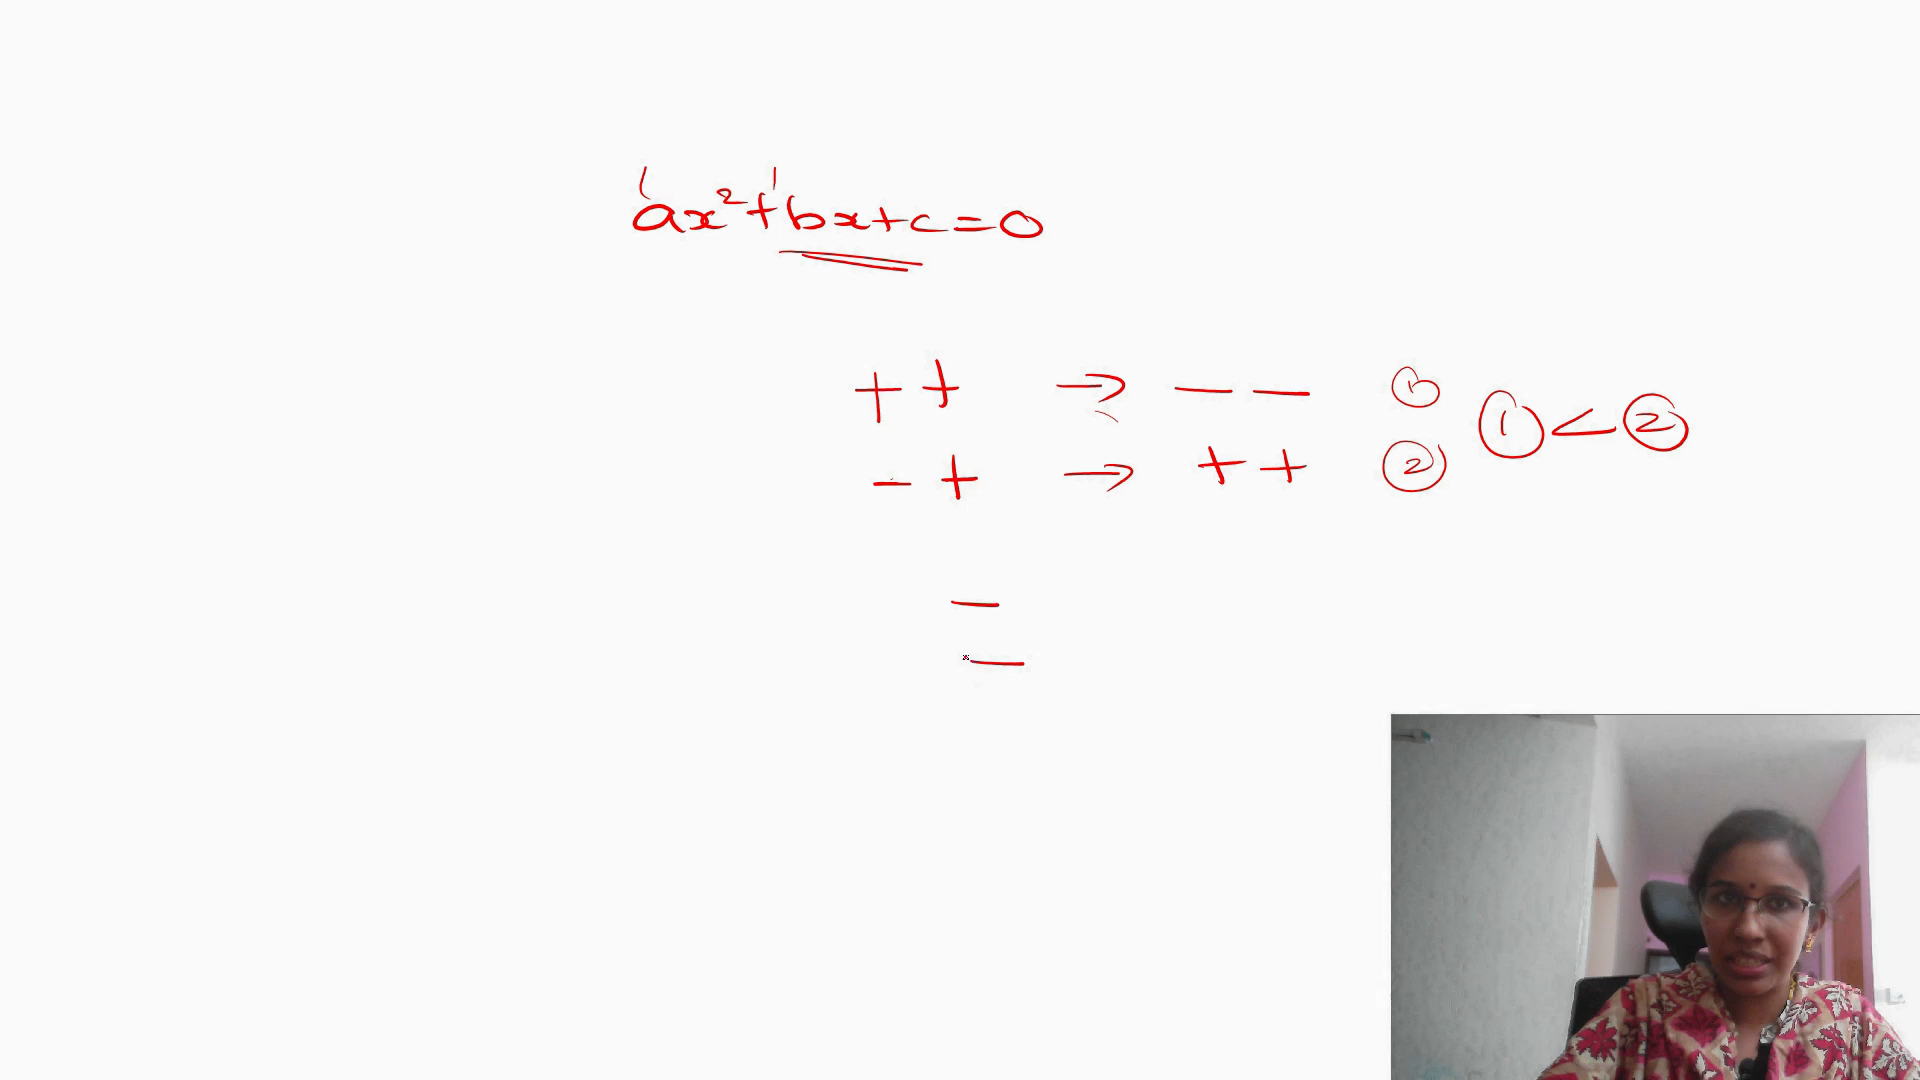 ax²+bx+c=0
+ + → − − ① ① < ②
− + → + + ②
−
−